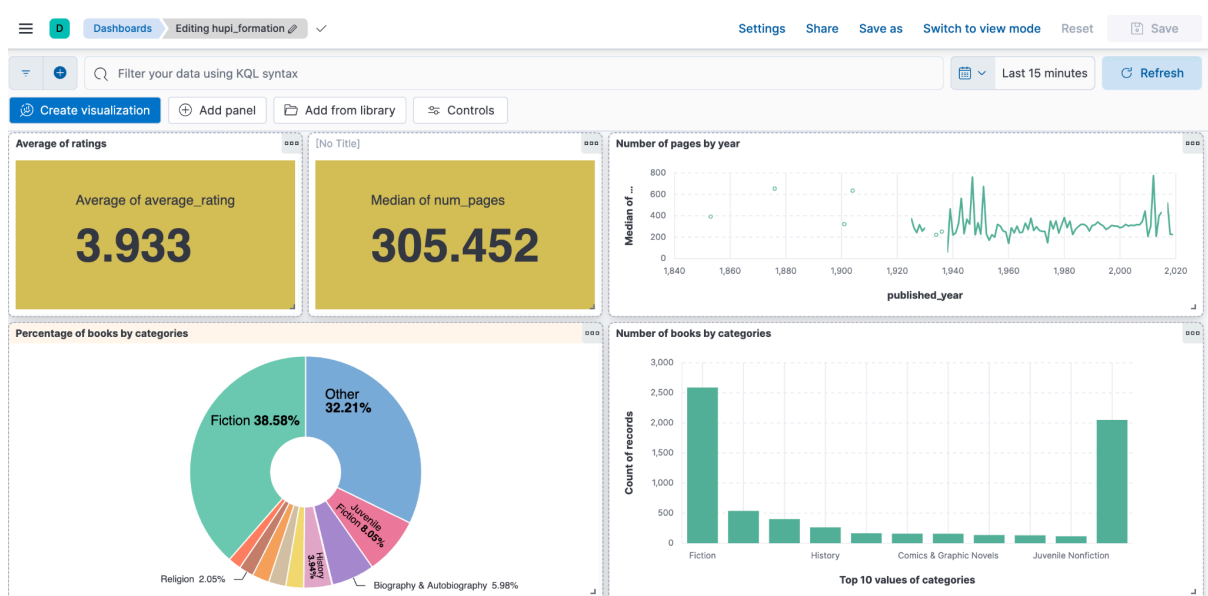 D
Dashboards
Editing hupi_formation
Settings
Share
Save as
Switch to view mode
Reset
Save
Filter your data using KQL syntax
Last 15 minutes
Refresh
Create visualization
Add panel
Add from library
Controls
Average of ratings
Average of average_rating
3.933
[No Title]
Median of num_pages
305.452
Number of pages by year
Median of ...
800
600
400
200
0
1,840
1,860
1,880
1,900
1,920
1,940
1,960
1,980
2,000
2,020
published_year
Percentage of books by categories
Other
32.21%
Fiction 38.58%
Juvenile
Fiction 8.05%
History
3.94%
Religion 2.05%
Biography & Autobiography 5.98%
Number of books by categories
Count of records
3,000
2,500
2,000
1,500
1,000
500
0
Fiction
History
Comics & Graphic Novels
Juvenile Nonfiction
Top 10 values of categories